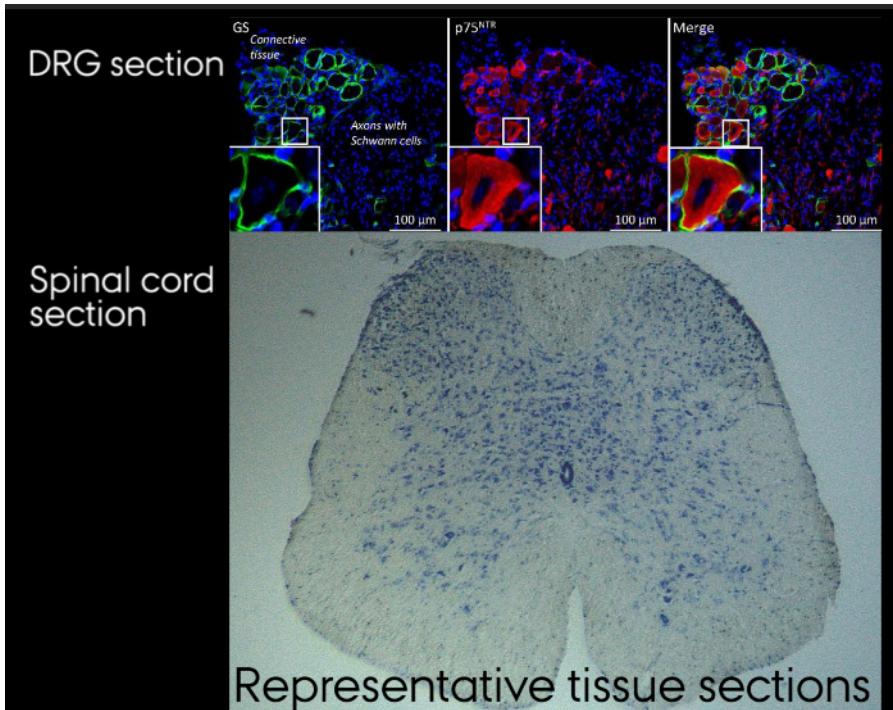 DRG section
GS
Connective
tissue
Axons with
Schwann cells
100 µm
p75NTR
100 µm
Merge
100 µm
Spinal cord
section
Representative tissue sections